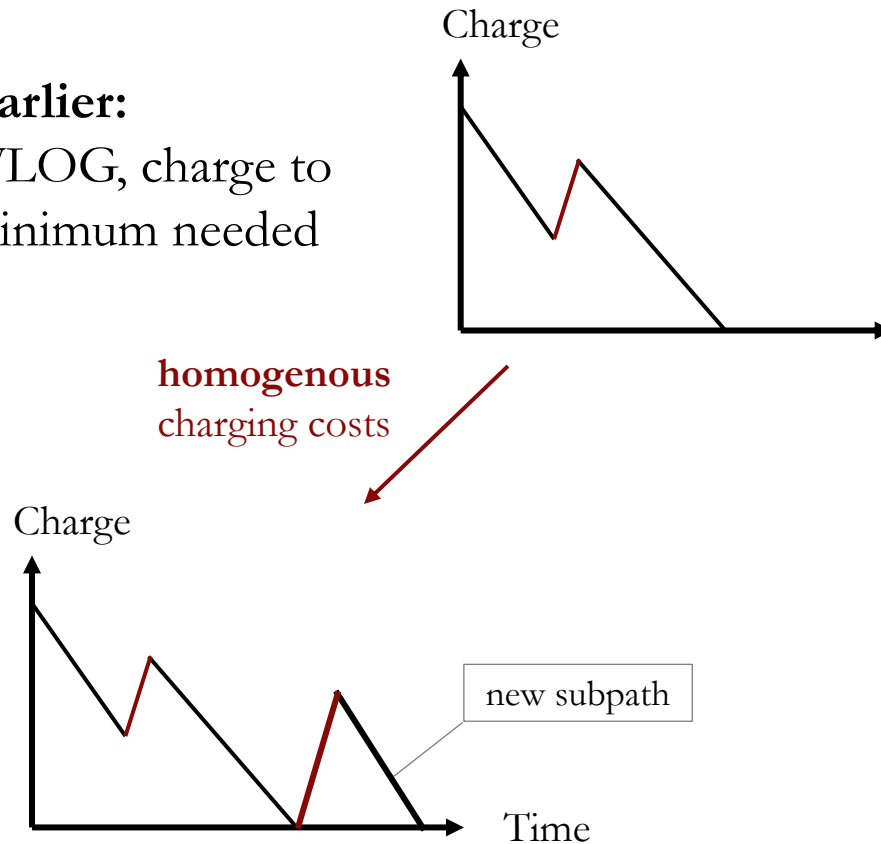 Charge
arlier:
LOG, charge to
inimum needed
homogenous
charging costs
Charge
new subpath
Time